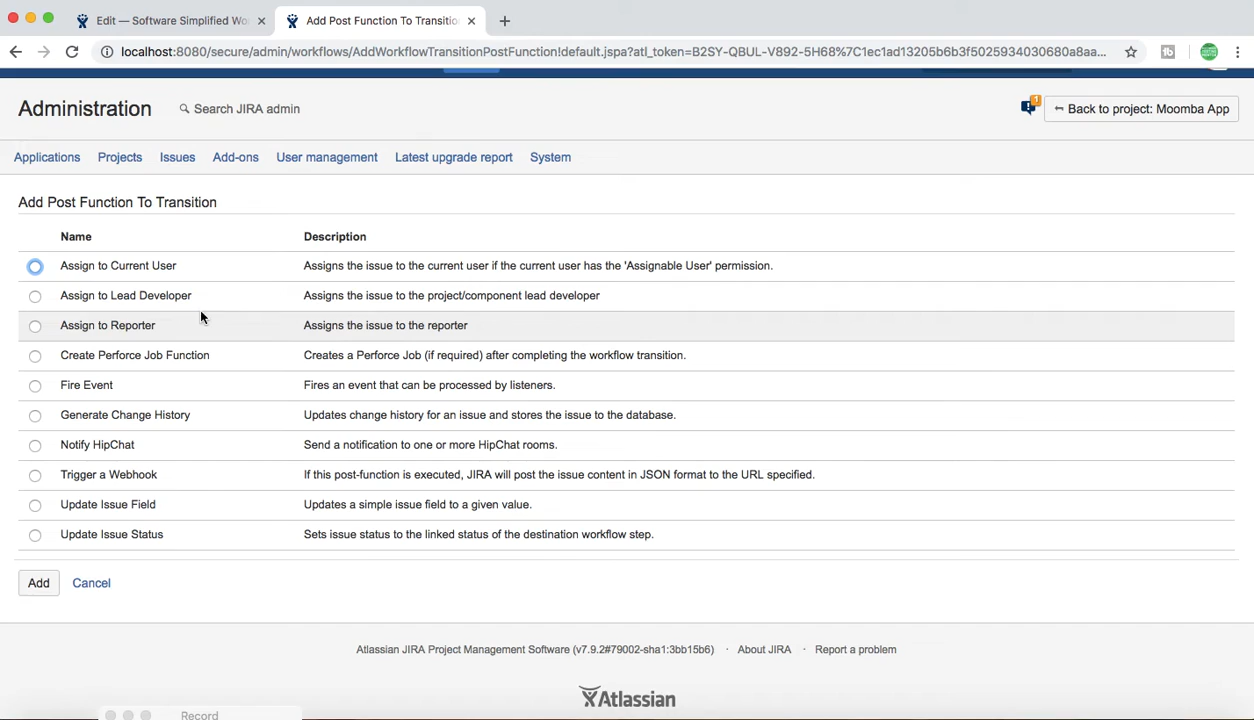 Edit — Software Simplified Wo
Add Post Function To Transitio
localhost:8080/secure/admin/workflows/AddWorkflowTransitionPostFunction!default.jspa?atl_token=B2SY-QBUL-V892-5H68%7C1ec1ad13205b6b3f5025934030680a8aa...
Administration
Search JIRA admin
1
Back to project: Moomba App
Applications Projects Issues Add-ons User management Latest upgrade report System
Add Post Function To Transition
Name Description
Assign to Current User Assigns the issue to the current user if the current user has the 'Assignable User' permission.
Assign to Lead Developer Assigns the issue to the project/component lead developer
Assign to Reporter Assigns the issue to the reporter
Create Perforce Job Function Creates a Perforce Job (if required) after completing the workflow transition.
Fire Event Fires an event that can be processed by listeners.
Generate Change History Updates change history for an issue and stores the issue to the database.
Notify HipChat Send a notification to one or more HipChat rooms.
Trigger a Webhook If this post-function is executed, JIRA will post the issue content in JSON format to the URL specified.
Update Issue Field Updates a simple issue field to a given value.
Update Issue Status Sets issue status to the linked status of the destination workflow step.
Add Cancel
Atlassian JIRA Project Management Software (v7.9.2#79002-sha1:3bb15b6) · About JIRA · Report a problem
Atlassian
Record